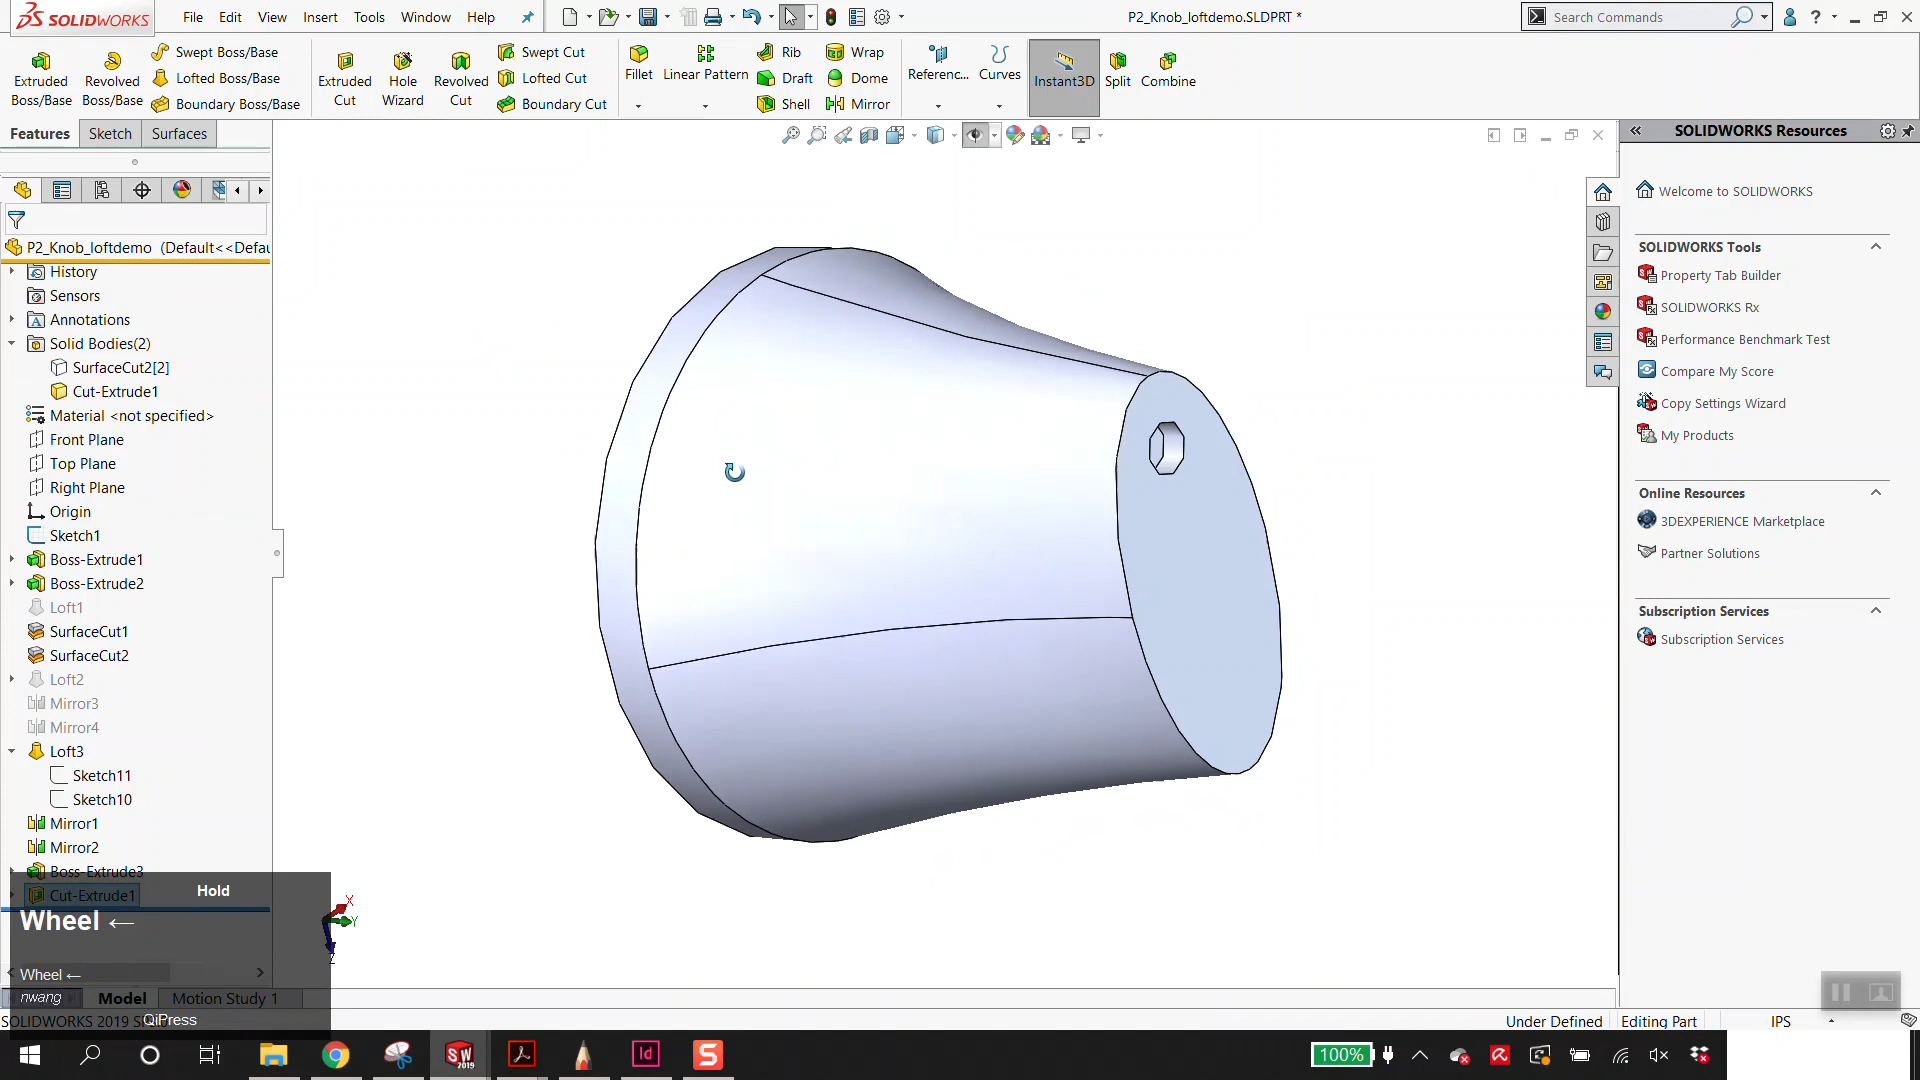 SOLIDWORKS
File Edit View Insert Tools Window Help
P2_Knob_loftdemo.SLDPRT *
Search Commands
Extruded Boss/Base
Revolved Boss/Base
Swept Boss/Base
Lofted Boss/Base
Boundary Boss/Base
Extruded Cut
Hole Wizard
Revolved Cut
Swept Cut
Lofted Cut
Boundary Cut
Fillet
Linear Pattern
Rib
Draft
Shell
Wrap
Dome
Mirror
Referenc...
Curves
Instant3D
Split
Combine
Features Sketch Surfaces
P2_Knob_loftdemo (Default<<Defau
History
Sensors
Annotations
Solid Bodies(2)
SurfaceCut2[2]
Cut-Extrude1
Material <not specified>
Front Plane
Top Plane
Right Plane
Origin
Sketch1
Boss-Extrude1
Boss-Extrude2
Loft1
SurfaceCut1
SurfaceCut2
Loft2
Mirror3
Mirror4
Loft3
Sketch11
Sketch10
Mirror1
Mirror2
Boss-Extrude3
Cut-Extrude1
Hold
Wheel ←
Wheel ←
nwang
QiPress
Model Motion Study 1
X
Y
Z
SOLIDWORKS Resources
Welcome to SOLIDWORKS
SOLIDWORKS Tools
Property Tab Builder
SOLIDWORKS Rx
Performance Benchmark Test
Compare My Score
Copy Settings Wizard
My Products
Online Resources
3DEXPERIENCE Marketplace
Partner Solutions
Subscription Services
Subscription Services
SOLIDWORKS 2019
Under Defined Editing Part IPS
SW 2019
Id
S
100%